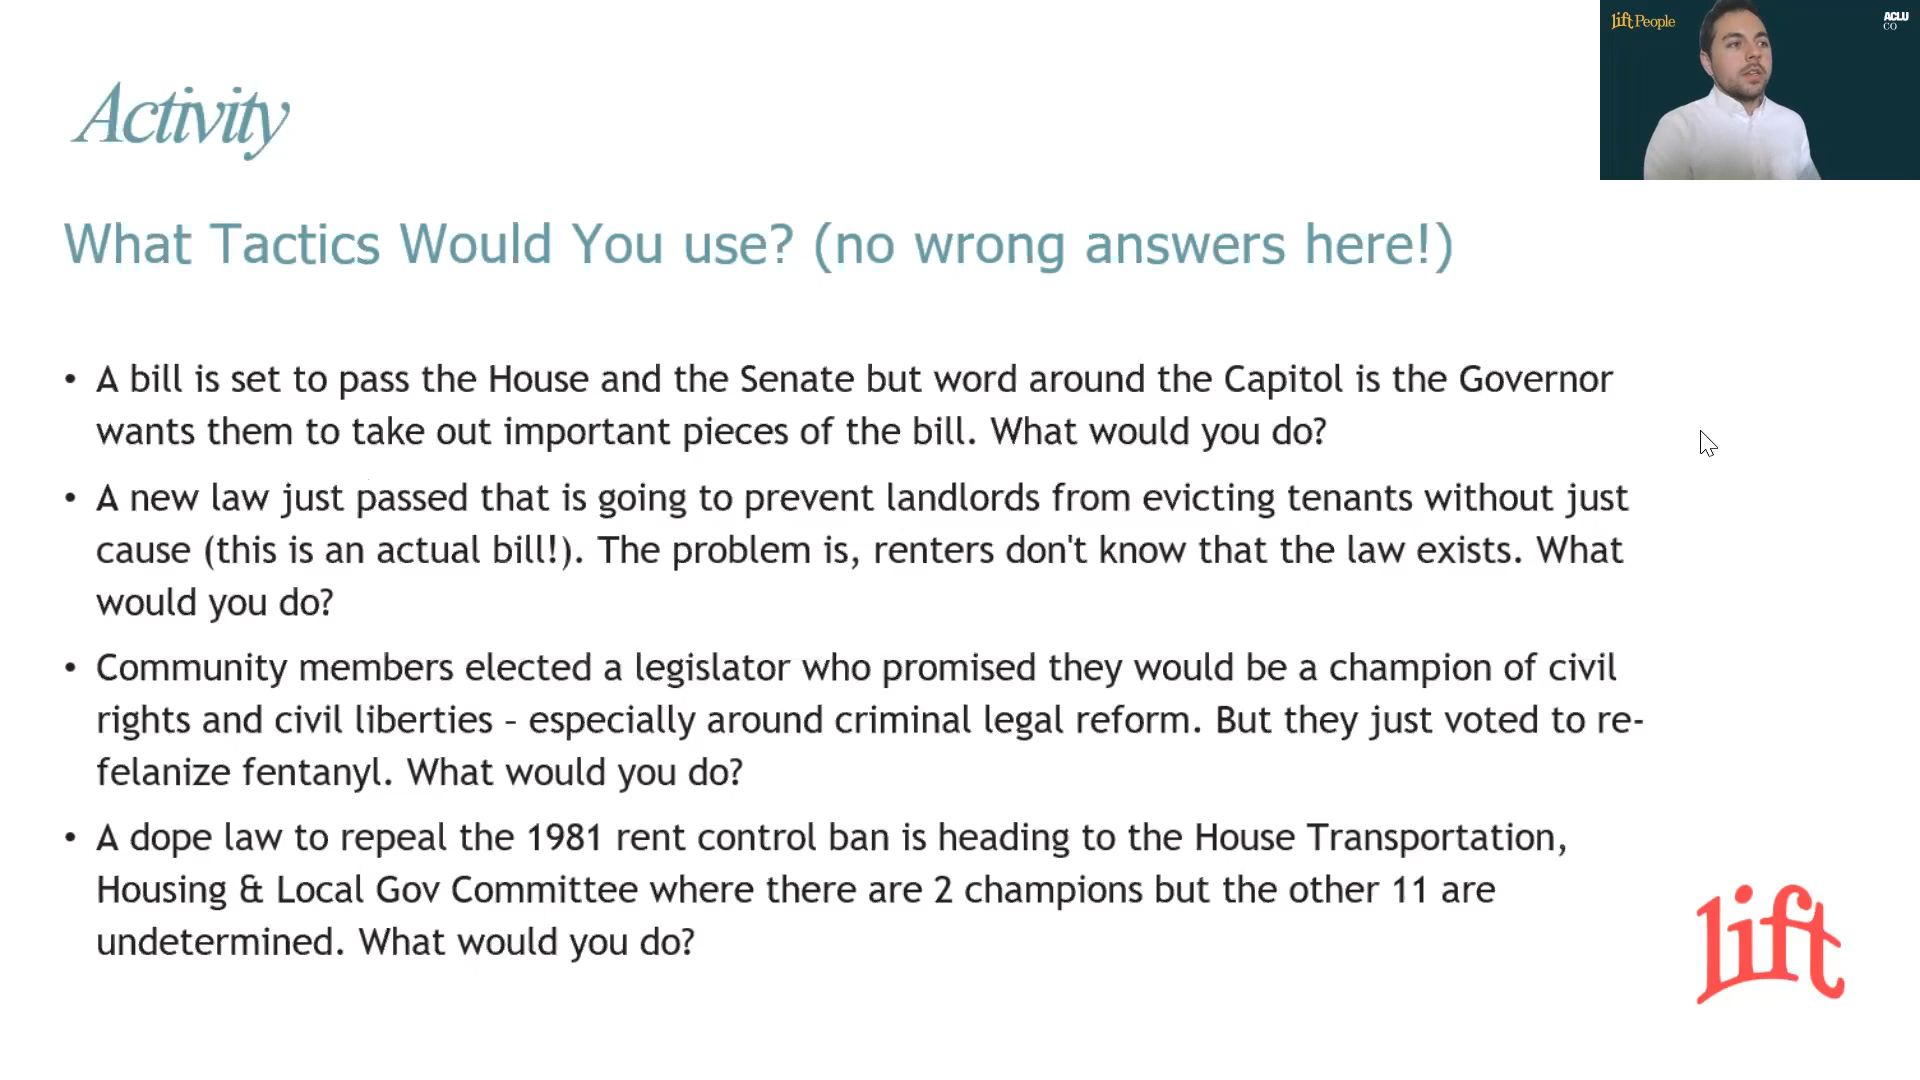 lift People
ACLU
CO
Activity
What Tactics Would You use? (no wrong answers here!)
• A bill is set to pass the House and the Senate but word around the Capitol is the Governor
wants them to take out important pieces of the bill. What would you do?
• A new law just passed that is going to prevent landlords from evicting tenants without just
cause (this is an actual bill!). The problem is, renters don't know that the law exists. What
would you do?
• Community members elected a legislator who promised they would be a champion of civil
rights and civil liberties – especially around criminal legal reform. But they just voted to re-
felanize fentanyl. What would you do?
• A dope law to repeal the 1981 rent control ban is heading to the House Transportation,
Housing & Local Gov Committee where there are 2 champions but the other 11 are
undetermined. What would you do?
lift